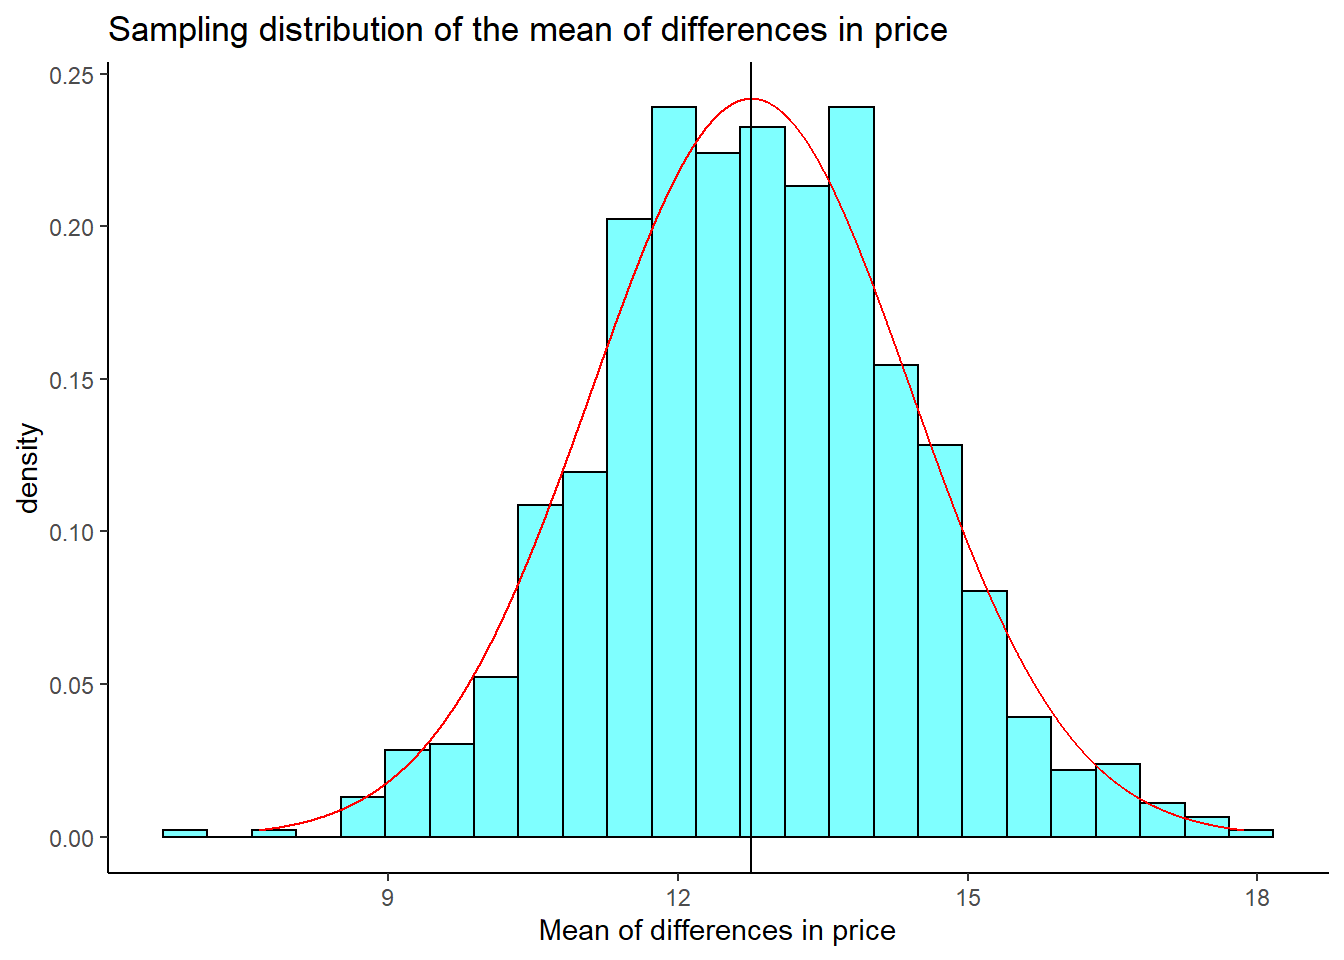 Sampling distribution of the mean of differences in price
0.25
0.20
0.15
0.10
0.05
0.00
density
9 12 15 18
Mean of differences in price